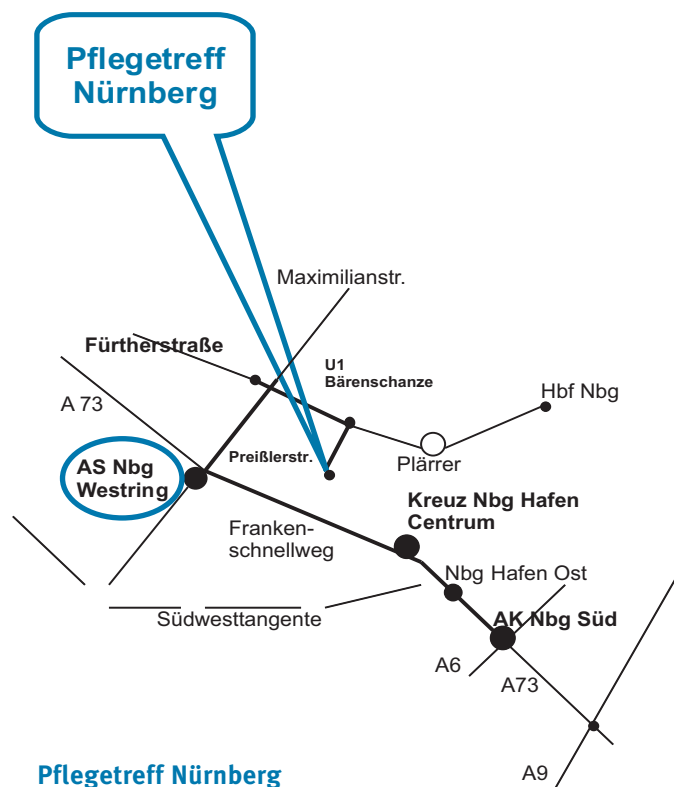 Pflegetreff
Nürnberg
Maximilianstr.
Fürtherstraße
U1
Bärenschanze
A 73
Hbf Nbg
Plärrer
Preißlerstr.
AS Nbg
Westring
Kreuz Nbg Hafen
Centrum
Franken-
schnellweg
Nbg Hafen Ost
Südwesttangente
AK Nbg Süd
A6
A73
A9
Pflegetreff Nürnberg